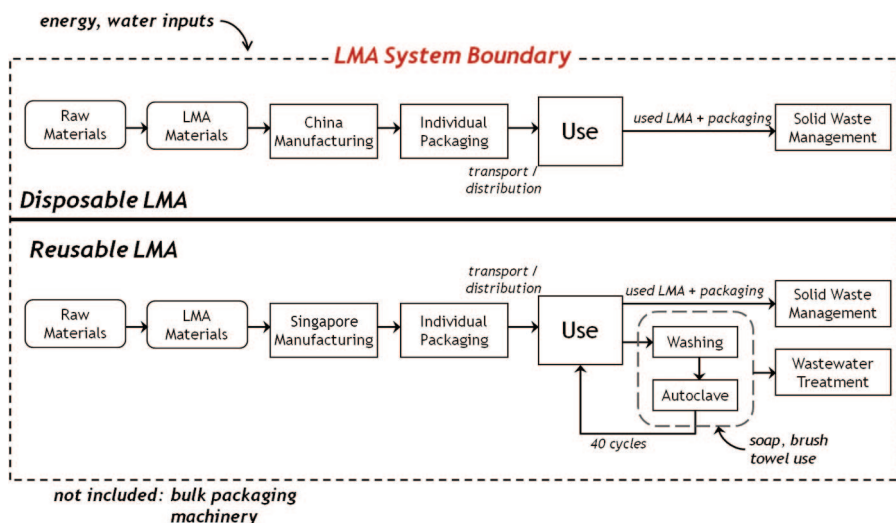 energy, water inputs
LMA System Boundary
Raw
Materials
LMA
Materials
China
Manufacturing
Individual
Packaging
transport /
distribution
Use
used LMA + packaging
Solid Waste
Management
Disposable LMA
Reusable LMA
Raw
Materials
LMA
Materials
Singapore
Manufacturing
Individual
Packaging
transport /
distribution
Use
used LMA + packaging
Solid Waste
Management
Washing
Autoclave
Wastewater
Treatment
40 cycles
soap, brush
towel use
not included: bulk packaging
machinery